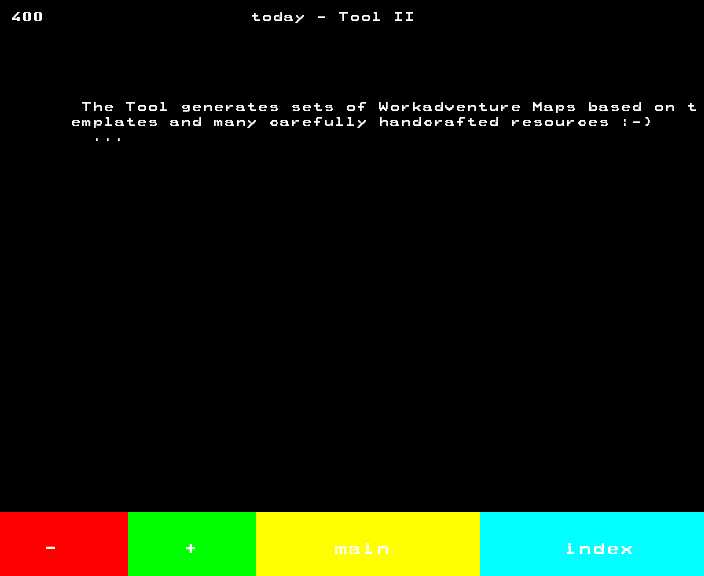 400 today - Tool II
The Tool generates sets of Workadventure Maps based on t
emplates and many carefully handcrafted resources :-)
...
- + main index